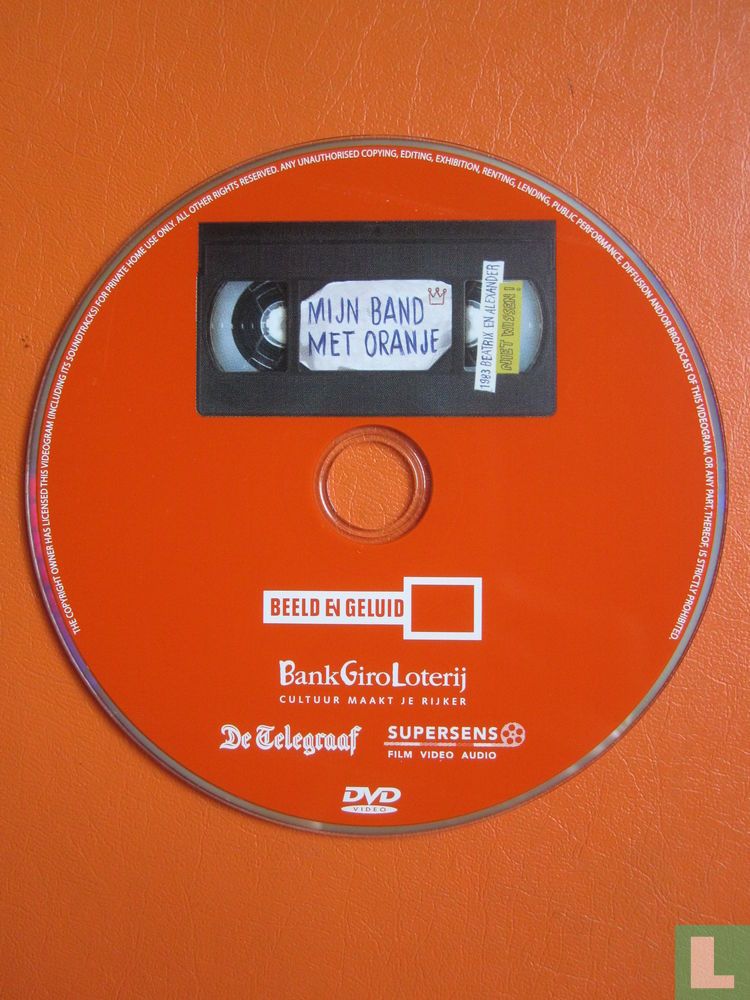 THE COPYRIGHT OWNER HAS LICENSED THIS VIDEOGRAM (INCLUDING ITS SOUNDTRACKS) FOR PRIVATE HOME USE ONLY. ALL OTHER RIGHTS RESERVED. ANY UNAUTHORISED COPYING, EDITING, EXHIBITION, RENTING, LENDING, PUBLIC PERFORMANCE, DIFFUSION AND/OR BROADCAST OF THIS VIDEOGRAM, OR ANY PART, THEREOF, IS STRICTLY PROHIBITED.
MIJN BAND
MET ORANJE
1983 BEATRIX EN ALEXANDER
NIET WISSEN!
BEELD EN GELUID
BankGiroLoterij
CULTUUR MAAKT JE RIJKER
De Telegraaf
SUPERSENS
FILM VIDEO AUDIO
DVD
VIDEO
L